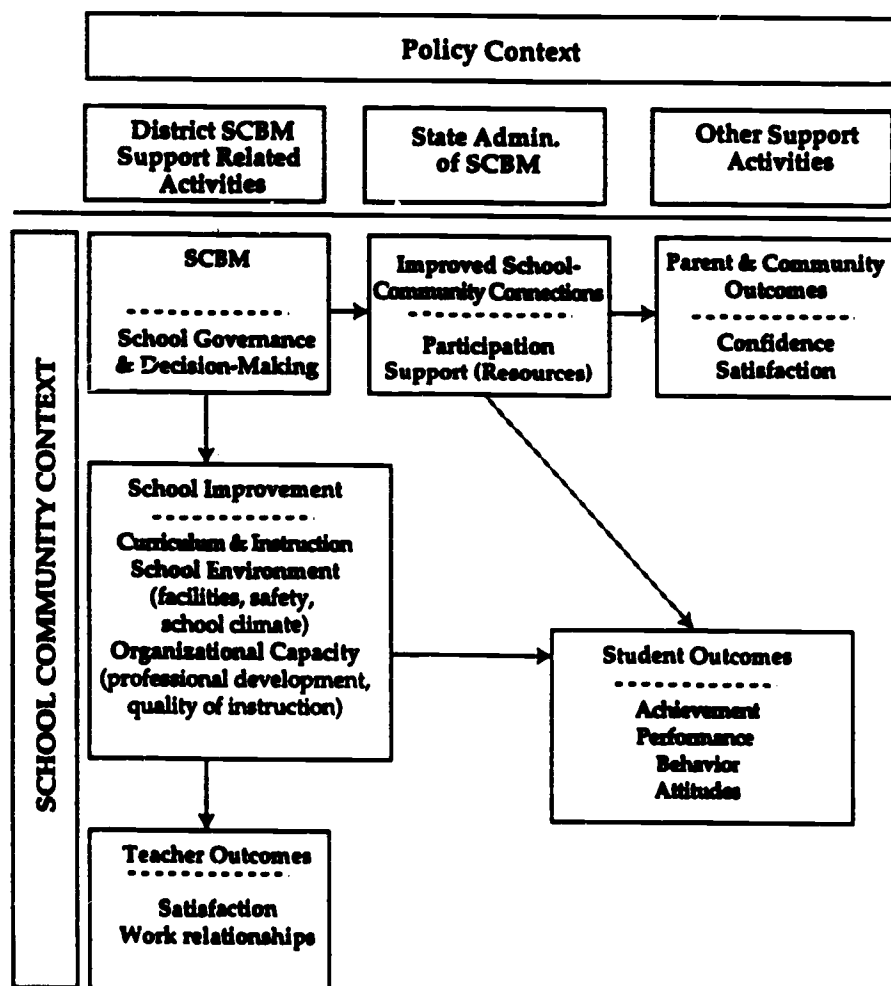 Policy Context
District SCBM
Support Related
Activities
State Admin.
of SCBM
Other Support
Activities
SCHOOL COMMUNITY CONTEXT
SCBM
School Governance
& Decision-Making
Improved School-
Community Connections
Participation
Support (Resources)
Parent & Community
Outcomes
Confidence
Satisfaction
School Improvement
Curriculum & Instruction
School Environment
(facilities, safety,
school climate)
Organizational Capacity
(professional development,
quality of instruction)
Student Outcomes
Achievement
Performance
Behavior
Attitudes
Teacher Outcomes
Satisfaction
Work relationships